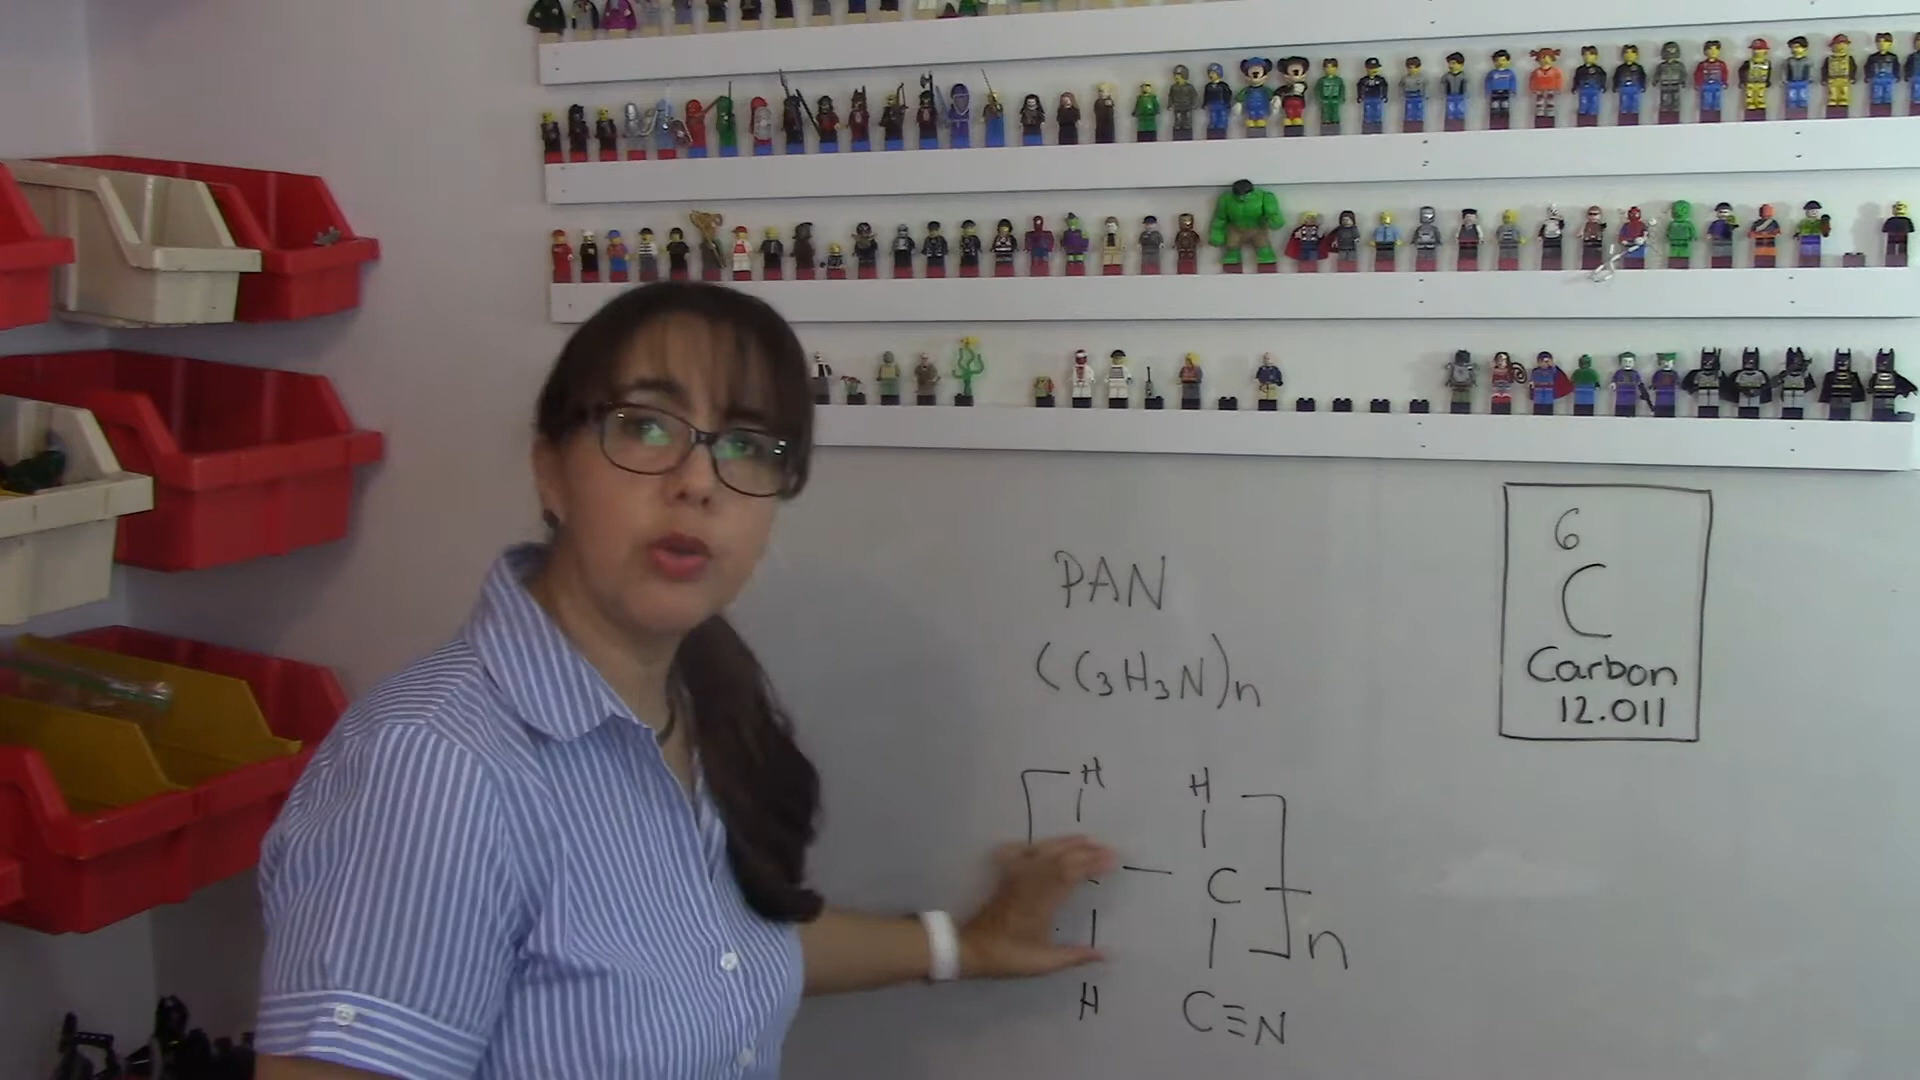 PAN
(C₃H₃N)n
H H
— C
n
H C≡N
6
C
Carbon
12.011